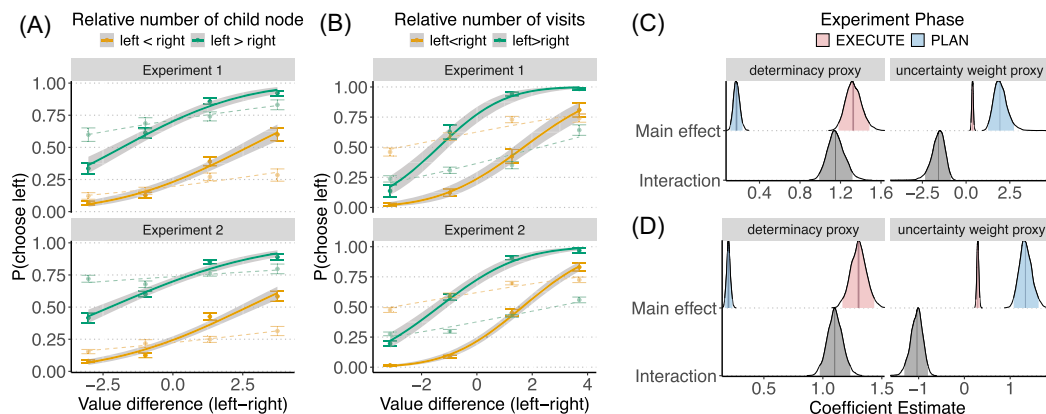 (A)
Relative number of child node
left < right
left > right
Experiment 1
1.00
0.75
0.50
0.25
0.00
Experiment 2
1.00
0.75
0.50
0.25
0.00
P(choose left)
−2.5
0.0
2.5
Value difference (left−right)
(B)
Relative number of visits
left<right
left>right
Experiment 1
1.00
0.75
0.50
0.25
0.00
Experiment 2
1.00
0.75
0.50
0.25
0.00
P(choose left)
−2
0
2
4
Value difference (left−right)
(C)
Experiment Phase
EXECUTE
PLAN
determinacy proxy
uncertainty weight proxy
Main effect
Interaction
0.4
0.8
1.2
1.6
−2.5
0.0
2.5
(D)
determinacy proxy
uncertainty weight proxy
Main effect
Interaction
0.5
1.0
1.5
−1
0
1
Coefficient Estimate